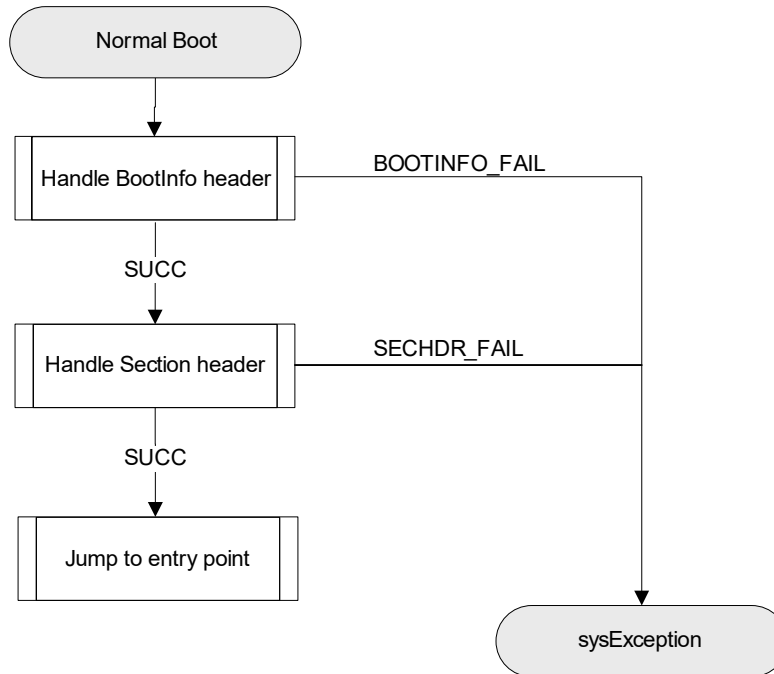 Normal Boot
Handle BootInfo header
BOOTINFO_FAIL
SUCC
Handle Section header
SECHDR_FAIL
SUCC
Jump to entry point
sysException